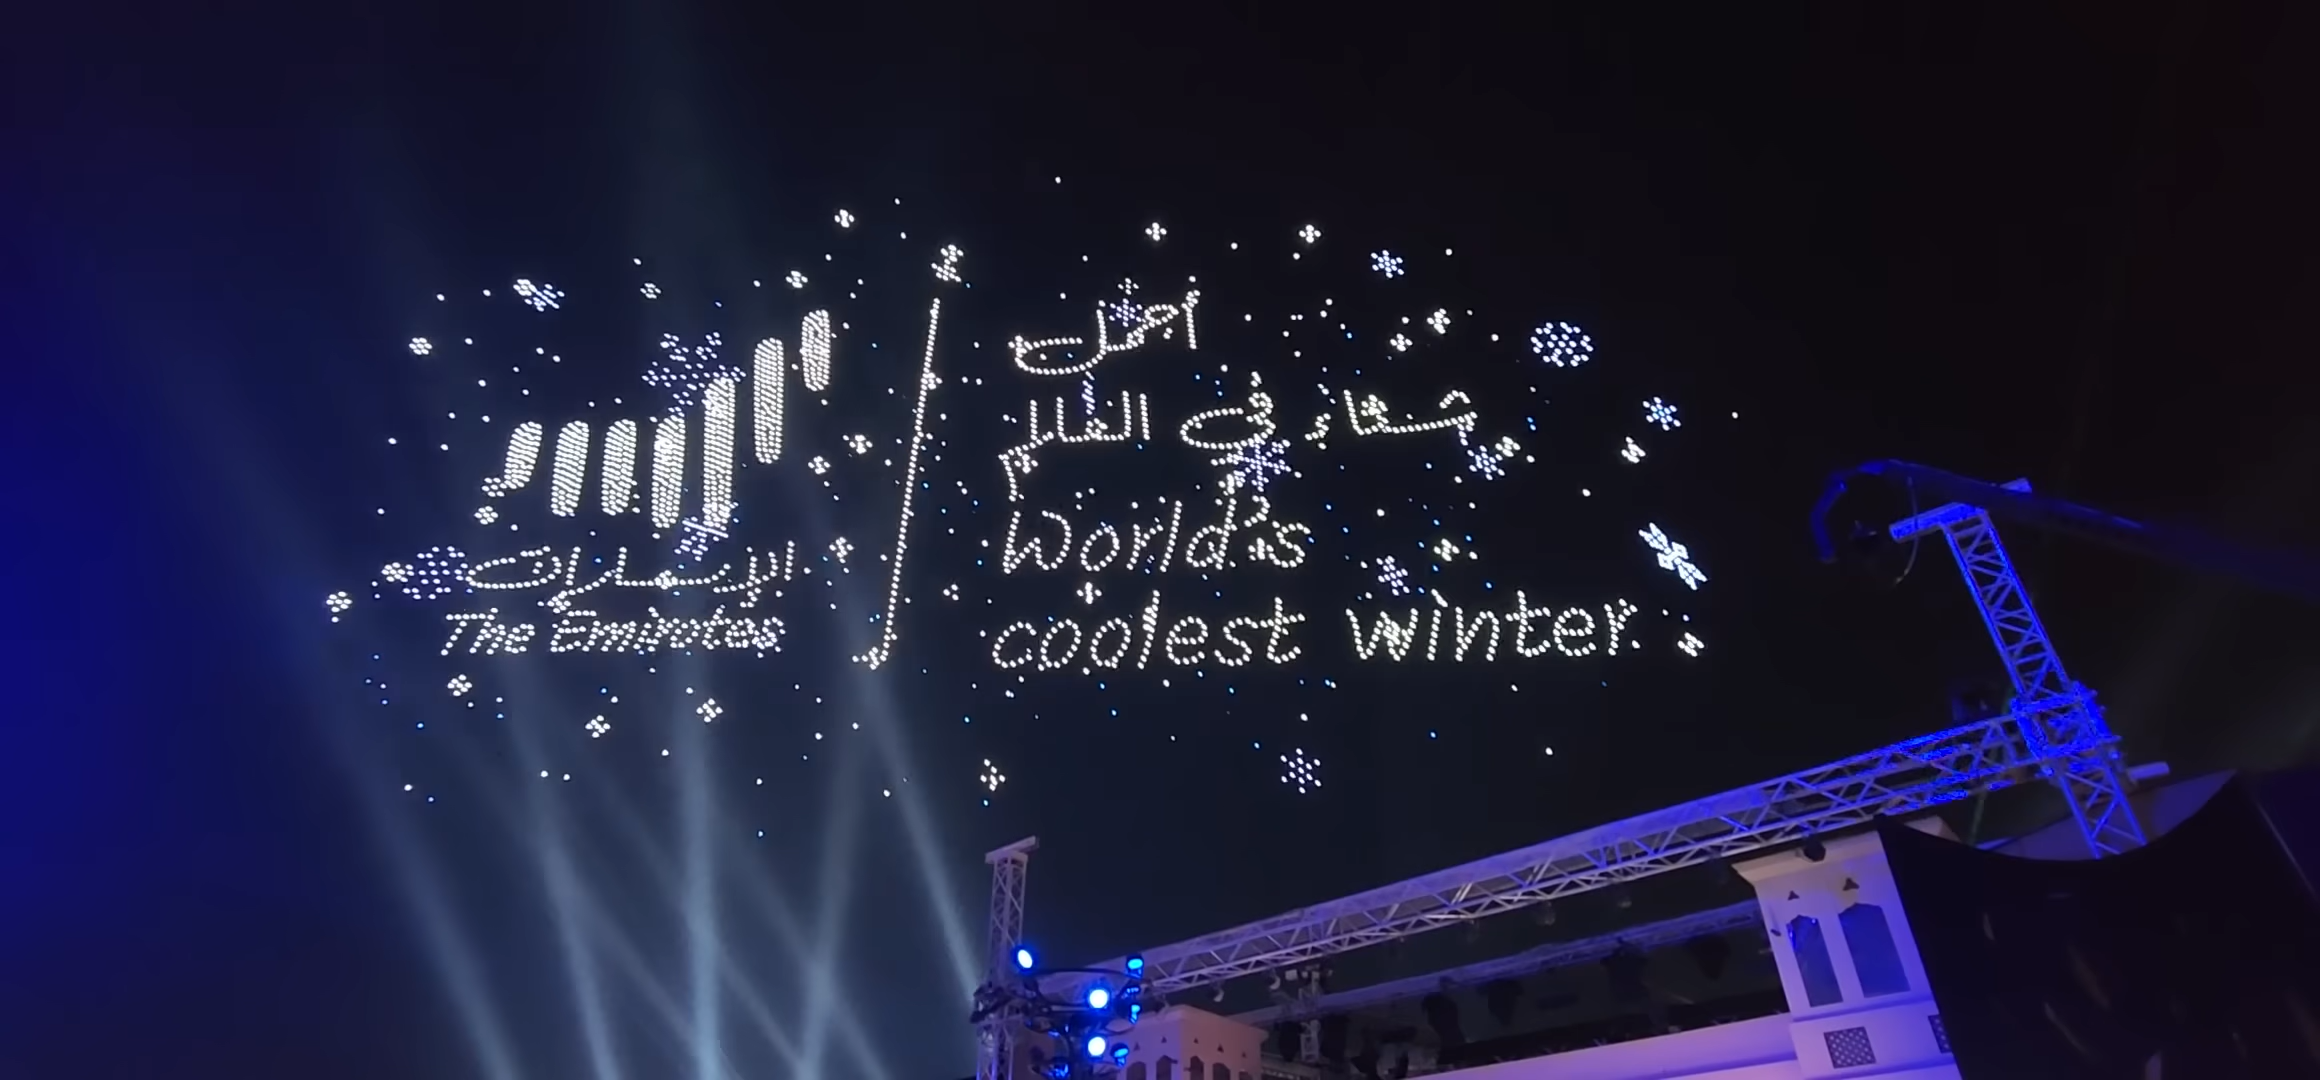 الإمارات
The Emirates
أجمل
شتاء في العالم
World's
coolest winter.